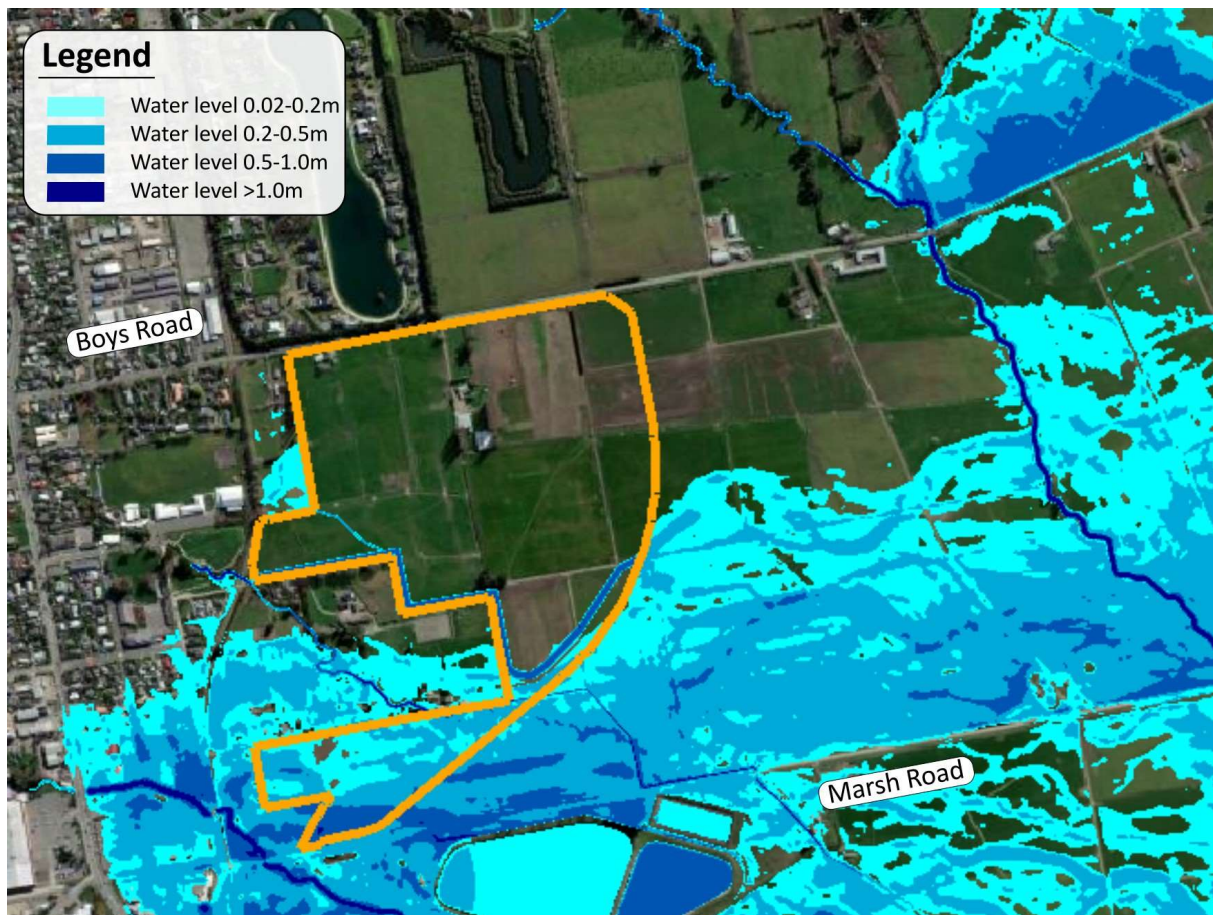 Legend
Water level 0.02-0.2m
Water level 0.2-0.5m
Water level 0.5-1.0m
Water level >1.0m
Boys Road
Marsh Road